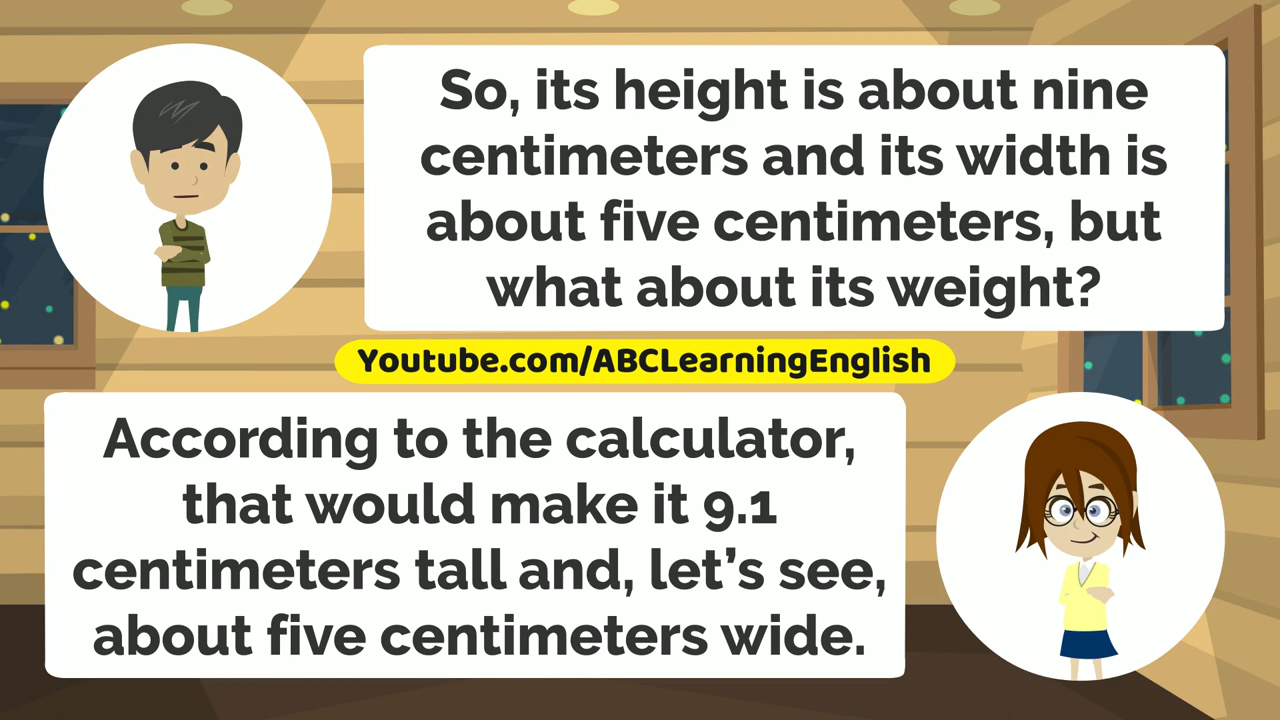 So, its height is about nine
centimeters and its width is
about five centimeters, but
what about its weight?
Youtube.com/ABCLearningEnglish
According to the calculator,
that would make it 9.1
centimeters tall and, let’s see,
about five centimeters wide.